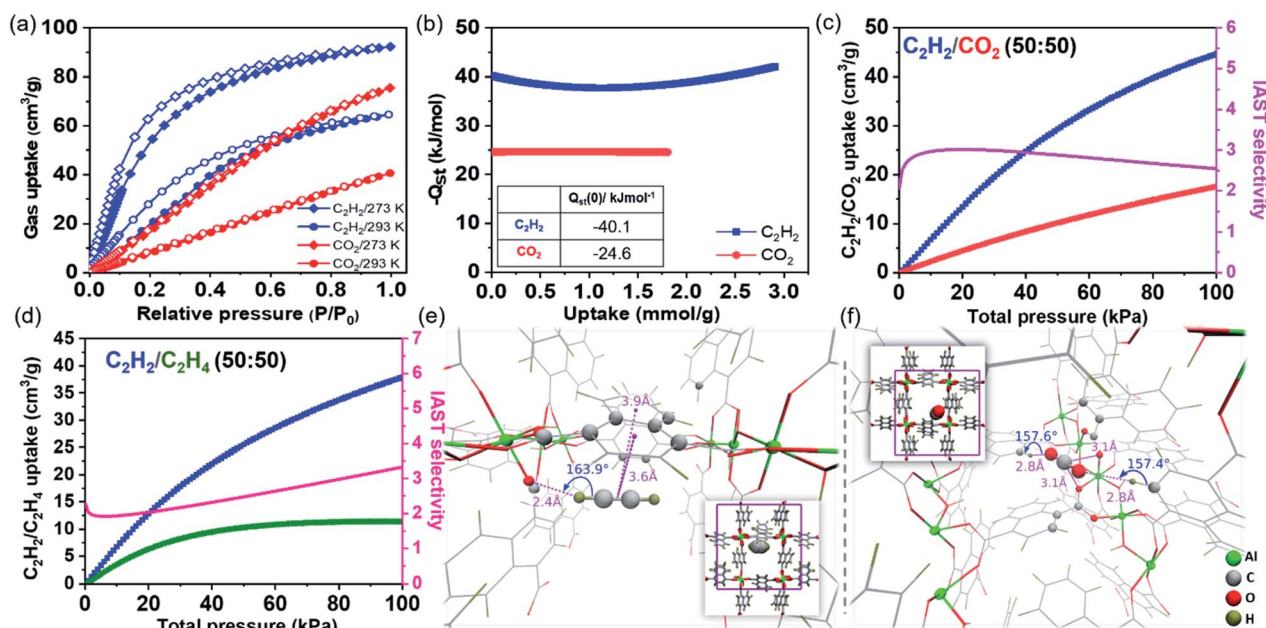 (a)
100
80
60
40
20
0
Gas uptake (cm³/g)
C₂H₂/273 K
C₂H₂/293 K
CO₂/273 K
CO₂/293 K
0.0 0.2 0.4 0.6 0.8 1.0
Relative pressure (P/P₀)
(b)
50
40
30
20
10
0
-Qst (kJ/mol)
Qst(0)/ kJmol⁻¹
C₂H₂ -40.1
CO₂ -24.6
C₂H₂
CO₂
0.0 0.5 1.0 1.5 2.0 2.5 3.0
Uptake (mmol/g)
(c)
C₂H₂/CO₂ (50:50)
50
40
30
20
10
0
C₂H₂/CO₂ uptake (cm³/g)
6
5
4
3
2
1
0
IAST selectivity
0 20 40 60 80 100
Total pressure (kPa)
(d)
C₂H₂/C₂H₄ (50:50)
45
40
35
30
25
20
15
10
5
0
C₂H₂/C₂H₄ uptake (cm³/g)
7
6
5
4
3
2
1
0
IAST selectivity
0 20 40 60 80 100
Total pressure (kPa)
(e)
3.9Å
163.9°
3.6Å
2.4Å
(f)
157.6°
3.1Å
2.8Å
157.4°
3.1Å
2.8Å
Al
C
O
H